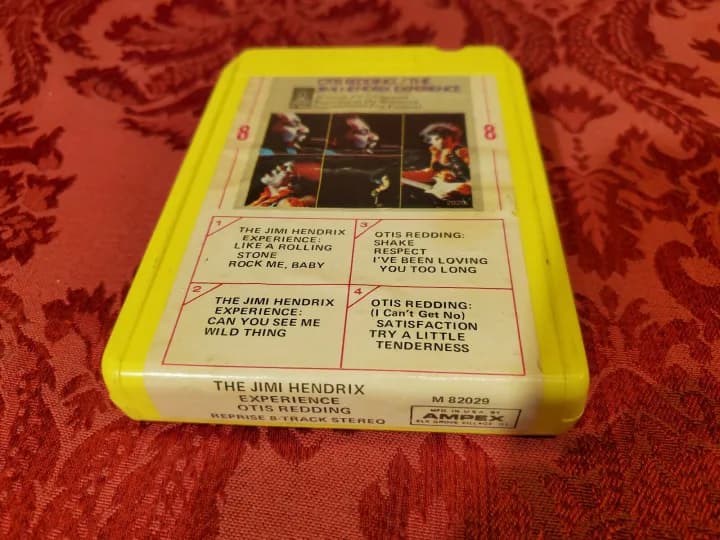 OTIS REDDING / THE
JIMI HENDRIX EXPERIENCE
8
8
1
THE JIMI HENDRIX
EXPERIENCE:
LIKE A ROLLING
STONE
ROCK ME, BABY
3
OTIS REDDING:
SHAKE
RESPECT
I'VE BEEN LOVING
YOU TOO LONG
2
THE JIMI HENDRIX
EXPERIENCE:
CAN YOU SEE ME
WILD THING
4
OTIS REDDING:
(I Can't Get No)
SATISFACTION
TRY A LITTLE
TENDERNESS
THE JIMI HENDRIX
EXPERIENCE
OTIS REDDING
REPRISE 8-TRACK STEREO
M 82029
MFD. IN U.S.A. BY
AMPEX
ELK GROVE VILLAGE, ILL.